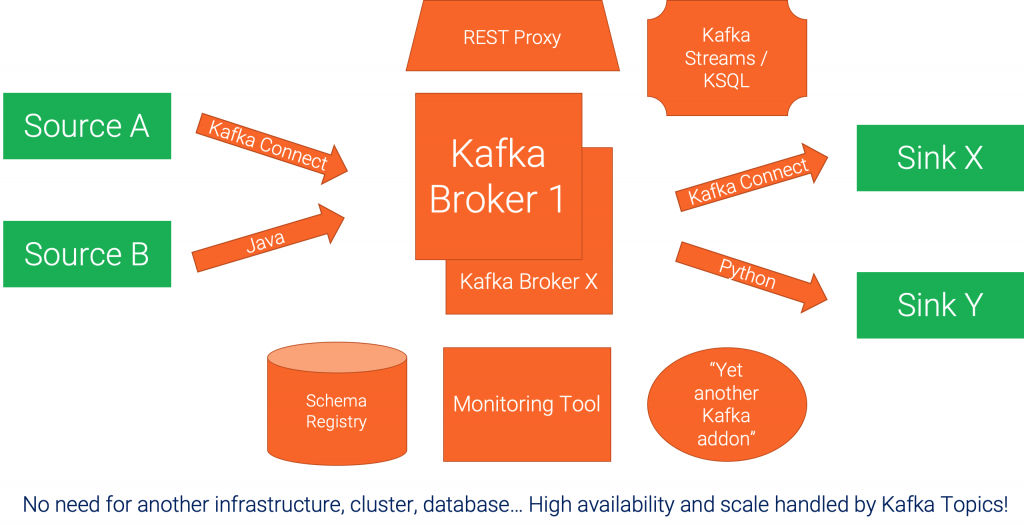 REST Proxy
Kafka
Streams /
KSQL
Source A
Kafka Connect
Kafka
Broker 1
Kafka Connect
Sink X
Source B
Java
Kafka Broker X
Python
Sink Y
Schema
Registry
Monitoring Tool
“Yet
another
Kafka
addon”
No need for another infrastructure, cluster, database… High availability and scale handled by Kafka Topics!